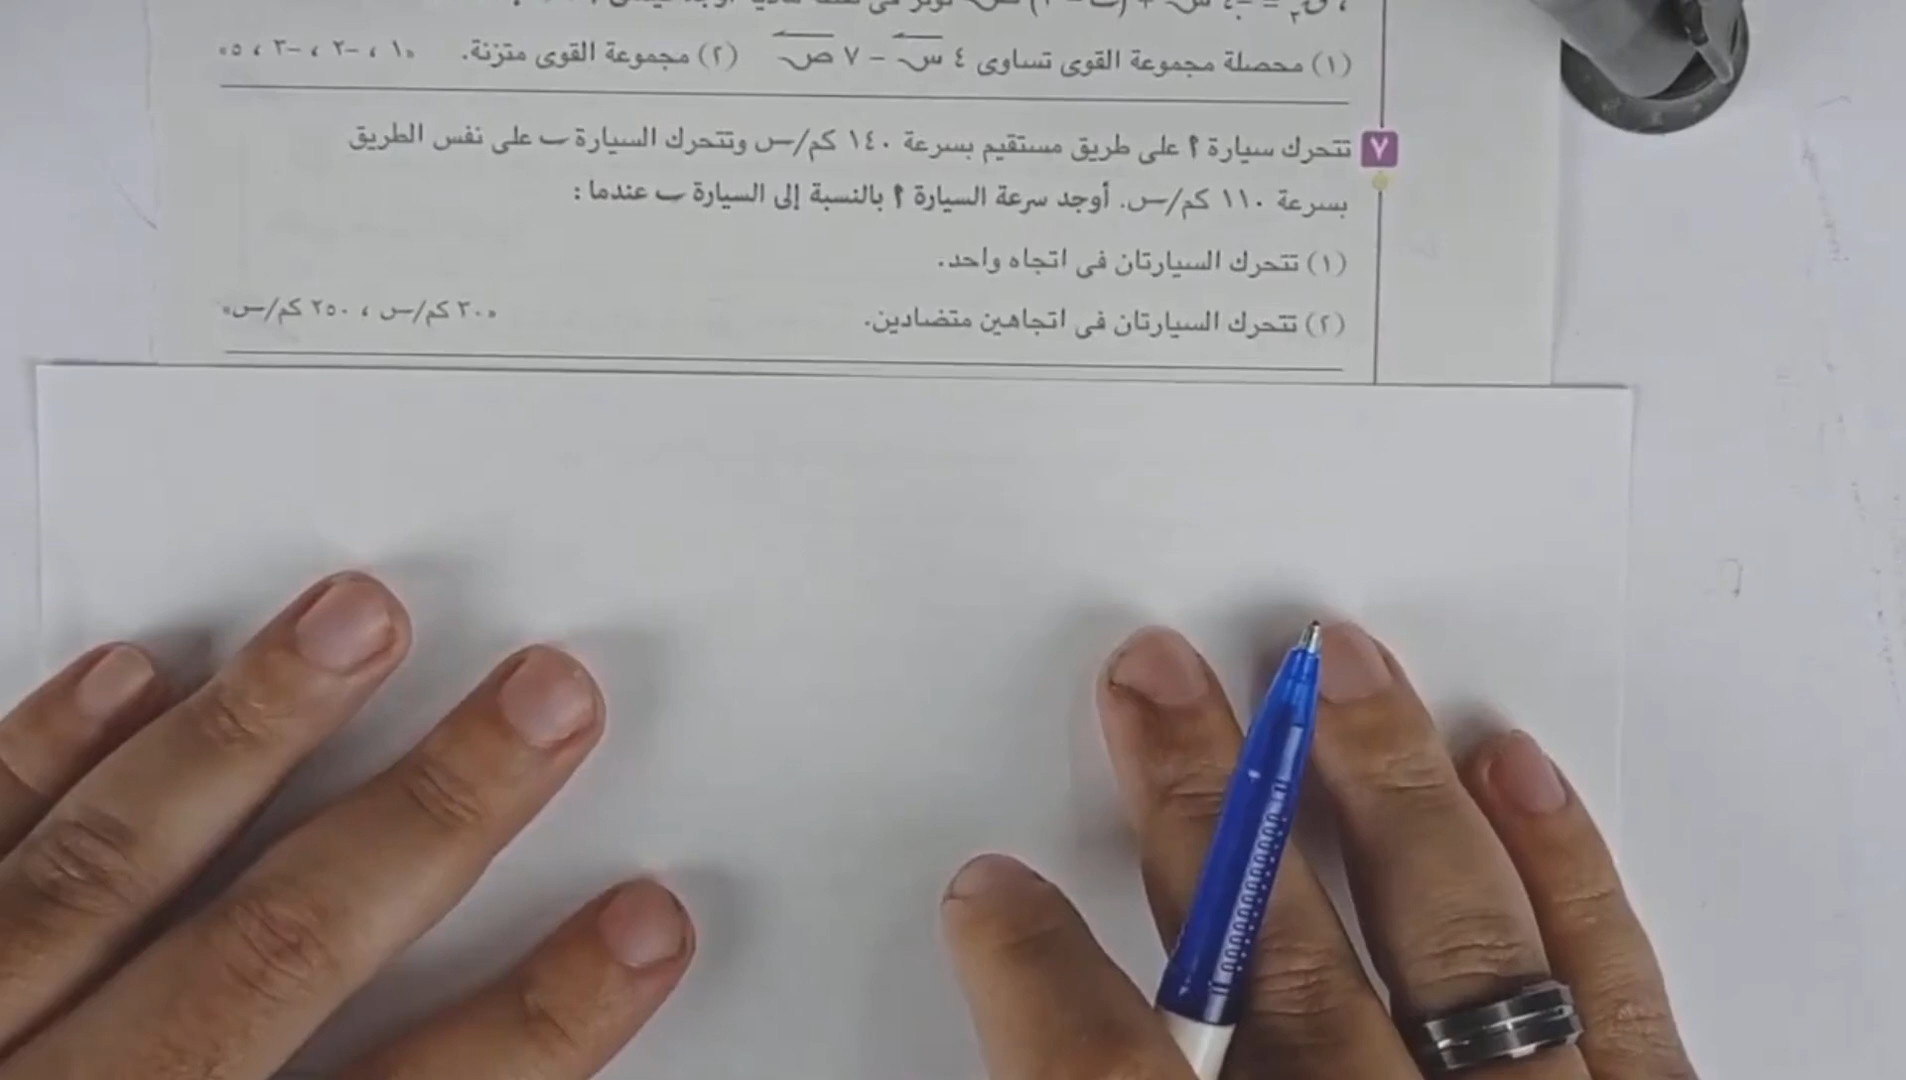 (١) محصلة مجموعة القوى تساوى ٤ س - ٧ ص (٢) مجموعة القوى متزنة. «١ ، -٢ ، -٣ ، ٥»
٧ تتحرك سيارة ٢ على طريق مستقيم بسرعة ١٤٠ كم/س وتتحرك السيارة ب على نفس الطريق
بسرعة ١١٠ كم/س. أوجد سرعة السيارة ٢ بالنسبة إلى السيارة ب عندما :
(١) تتحرك السيارتان فى اتجاه واحد.
(٢) تتحرك السيارتان فى اتجاهين متضادين. «٣٠ كم/س ، ٢٥٠ كم/س»